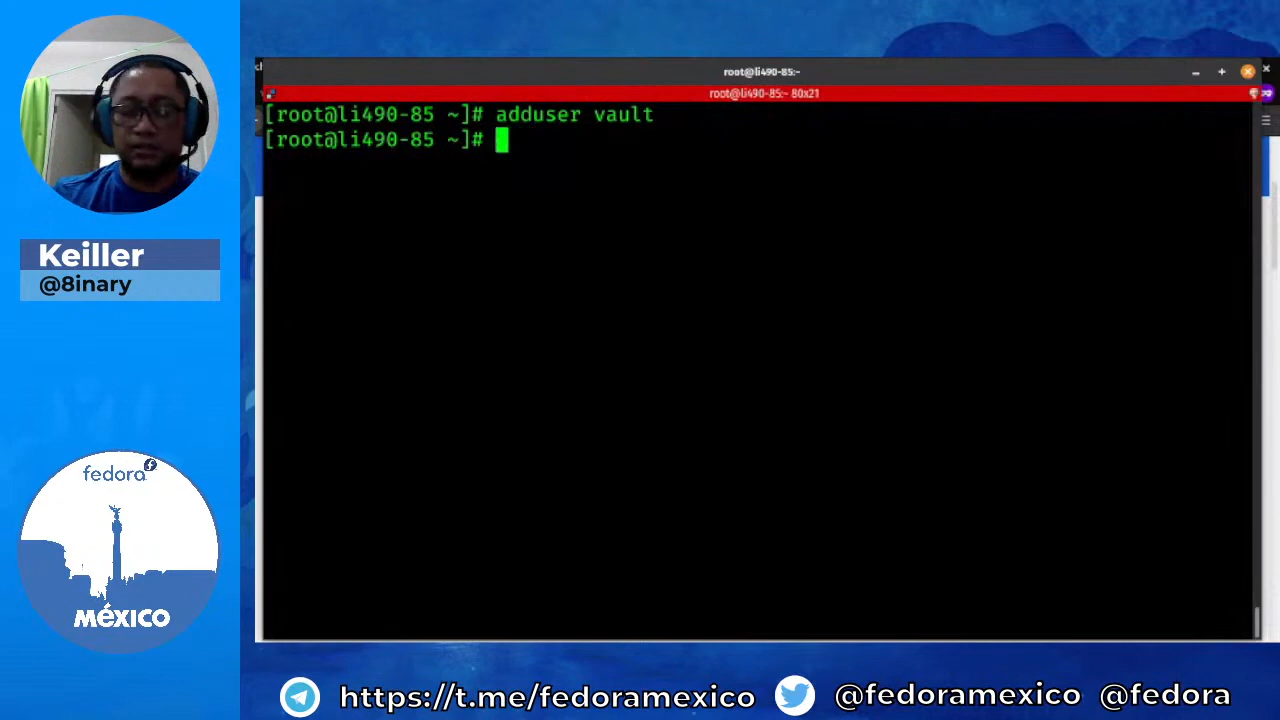 root@li490-85:~
root@li490-85:~ 80x21
[root@li490-85 ~]# adduser vault
[root@li490-85 ~]#
Keiller
@8inary
fedora
MÉXICO
https://t.me/fedoramexico
@fedoramexico @fedora